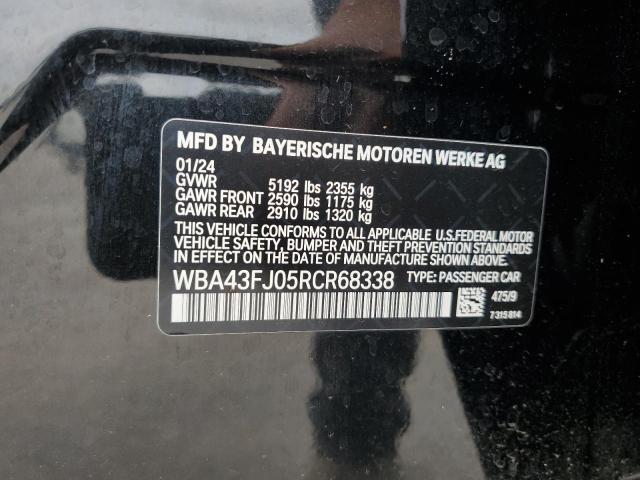 MFD BY BAYERISCHE MOTOREN WERKE AG
01/24
GVWR 5192 lbs 2355 kg
GAWR FRONT 2590 lbs 1175 kg
GAWR REAR 2910 lbs 1320 kg
THIS VEHICLE CONFORMS TO ALL APPLICABLE U.S. FEDERAL MOTOR
VEHICLE SAFETY, BUMPER, AND THEFT PREVENTION STANDARDS
IN EFFECT ON THE DATE OF MANUFACTURE SHOWN ABOVE.
WBA43FJ05RCR68338 TYPE: PASSENGER CAR
475/9
7315814